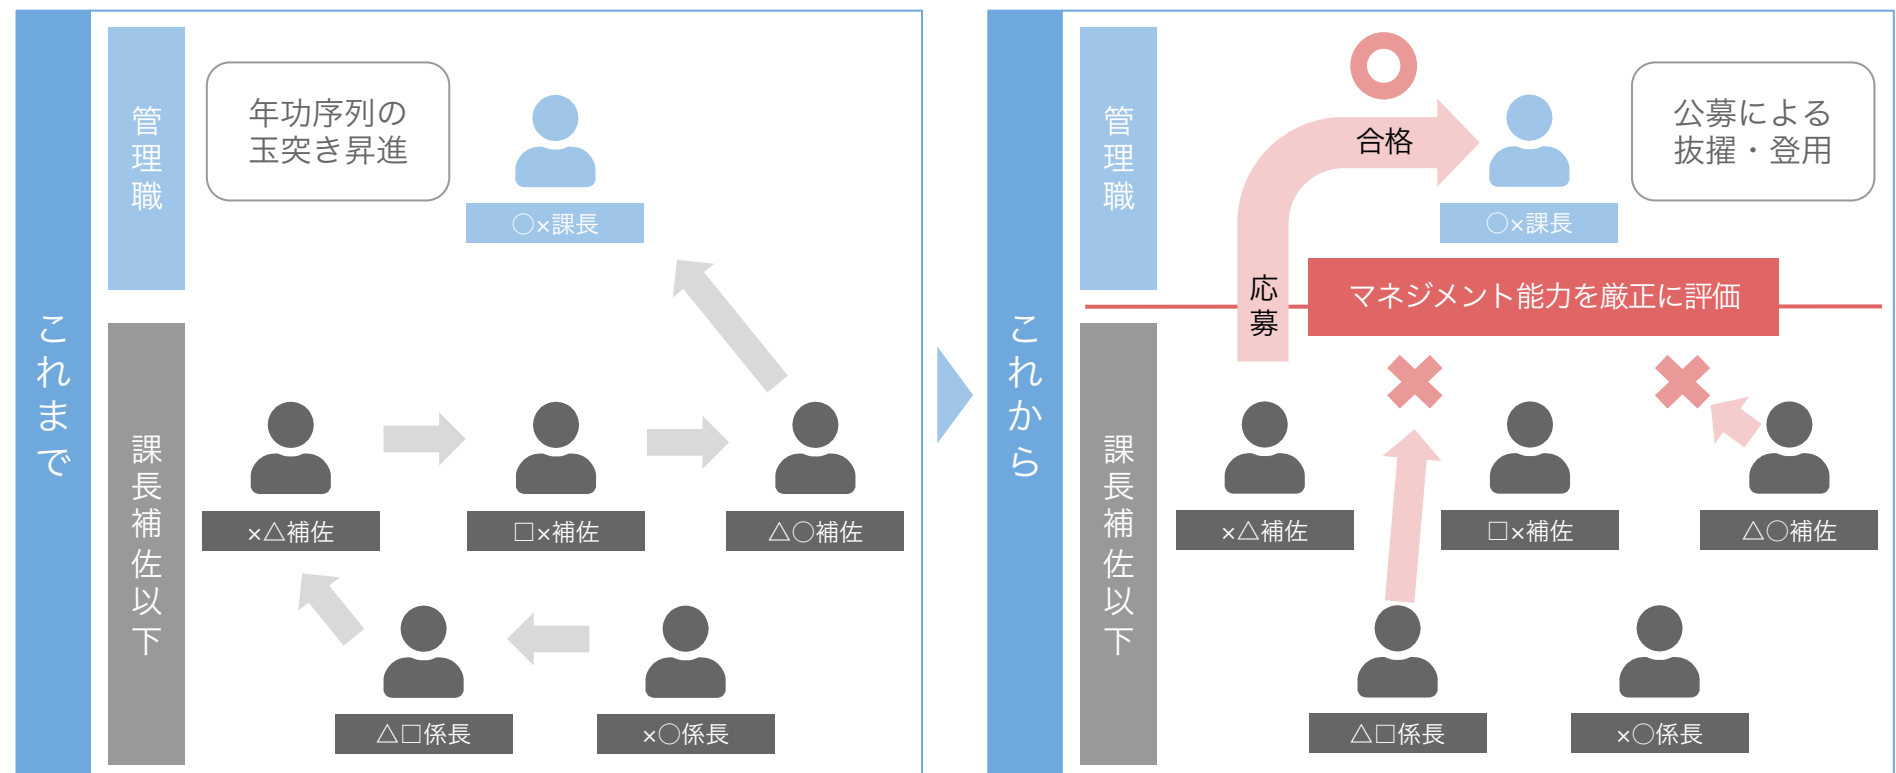 これまで
管理職
年功序列の
玉突き昇進
○×課長
課長補佐以下
×△補佐
□×補佐
△○補佐
△□係長
×○係長
これから
管理職
合格
公募による
抜擢・登用
○×課長
応募
マネジメント能力を厳正に評価
課長補佐以下
×△補佐
□×補佐
△○補佐
△□係長
×○係長